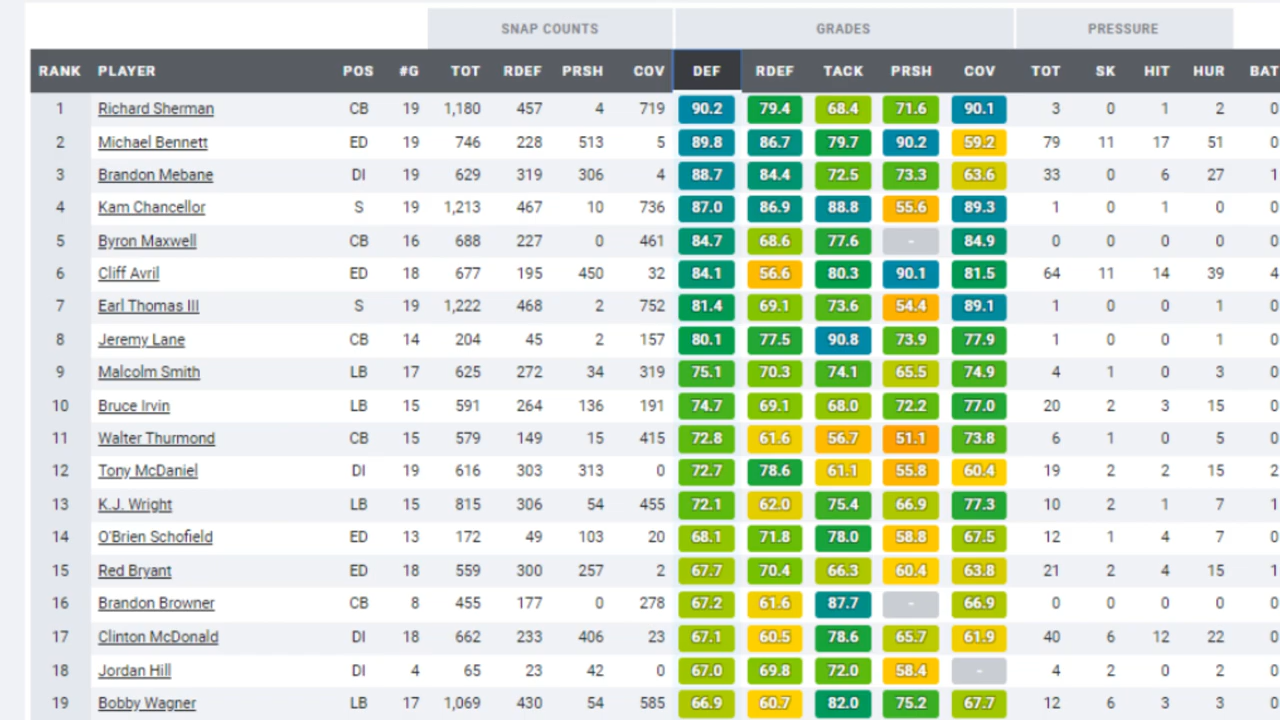 SNAP COUNTS GRADES PRESSURE
RANK PLAYER POS #G TOT RDEF PRSH COV DEF RDEF TACK PRSH COV TOT SK HIT HUR BAT
1 Richard Sherman CB 19 1,180 457 4 719 90.2 79.4 68.4 71.6 90.1 3 0 1 2 0
2 Michael Bennett ED 19 746 228 513 5 89.8 86.7 79.7 90.2 59.2 79 11 17 51 0
3 Brandon Mebane DI 19 629 319 306 4 88.7 84.4 72.5 73.3 63.6 33 0 6 27 1
4 Kam Chancellor S 19 1,213 467 10 736 87.0 86.9 88.8 55.6 89.3 1 0 1 0 0
5 Byron Maxwell CB 16 688 227 0 461 84.7 68.6 77.6 - 84.9 0 0 0 0 0
6 Cliff Avril ED 18 677 195 450 32 84.1 56.6 80.3 90.1 81.5 64 11 14 39 4
7 Earl Thomas III S 19 1,222 468 2 752 81.4 69.1 73.6 54.4 89.1 1 0 0 1 0
8 Jeremy Lane CB 14 204 45 2 157 80.1 77.5 90.8 73.9 77.9 1 0 0 1 0
9 Malcolm Smith LB 17 625 272 34 319 75.1 70.3 74.1 65.5 74.9 4 1 0 3 0
10 Bruce Irvin LB 15 591 264 136 191 74.7 69.1 68.0 72.2 77.0 20 2 3 15 0
11 Walter Thurmond CB 15 579 149 15 415 72.8 61.6 56.7 51.1 73.8 6 1 0 5 0
12 Tony McDaniel DI 19 616 303 313 0 72.7 78.6 61.1 55.8 60.4 19 2 2 15 2
13 K.J. Wright LB 15 815 306 54 455 72.1 62.0 75.4 66.9 77.3 10 2 1 7 1
14 O'Brien Schofield ED 13 172 49 103 20 68.1 71.8 78.0 58.8 67.5 12 1 4 7 0
15 Red Bryant ED 18 559 300 257 2 67.7 70.4 66.3 60.4 63.8 21 2 4 15 1
16 Brandon Browner CB 8 455 177 0 278 67.2 61.6 87.7 - 66.9 0 0 0 0 0
17 Clinton McDonald DI 18 662 233 406 23 67.1 60.5 78.6 65.7 61.9 40 6 12 22 0
18 Jordan Hill DI 4 65 23 42 0 67.0 69.8 72.0 58.4 - 4 2 0 2 0
19 Bobby Wagner LB 17 1,069 430 54 585 66.9 60.7 82.0 75.2 67.7 12 6 3 3 0